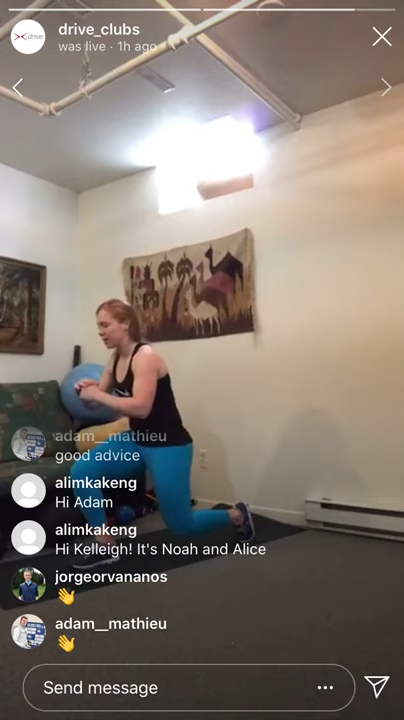 drive
drive_clubs
was live · 1h ago
adam__mathieu
good advice
alimkakeng
Hi Adam
alimkakeng
Hi Kelleigh! It's Noah and Alice
jorgeorvananos
👋
adam__mathieu
👋
Send message